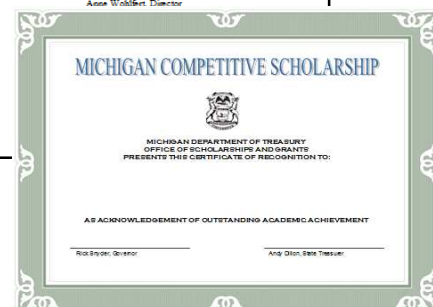 Anne Wohlfert, Director
MICHIGAN COMPETITIVE SCHOLARSHIP
MICHIGAN DEPARTMENT OF TREASURY
OFFICE OF SCHOLARSHIPS AND GRANTS
PRESENTS THIS CERTIFICATE OF RECOGNITION TO:
AS ACKNOWLEDGEMENT OF OUTSTANDING ACADEMIC ACHIEVEMENT
Rick Snyder, Governor
Andy Dillon, State Treasurer